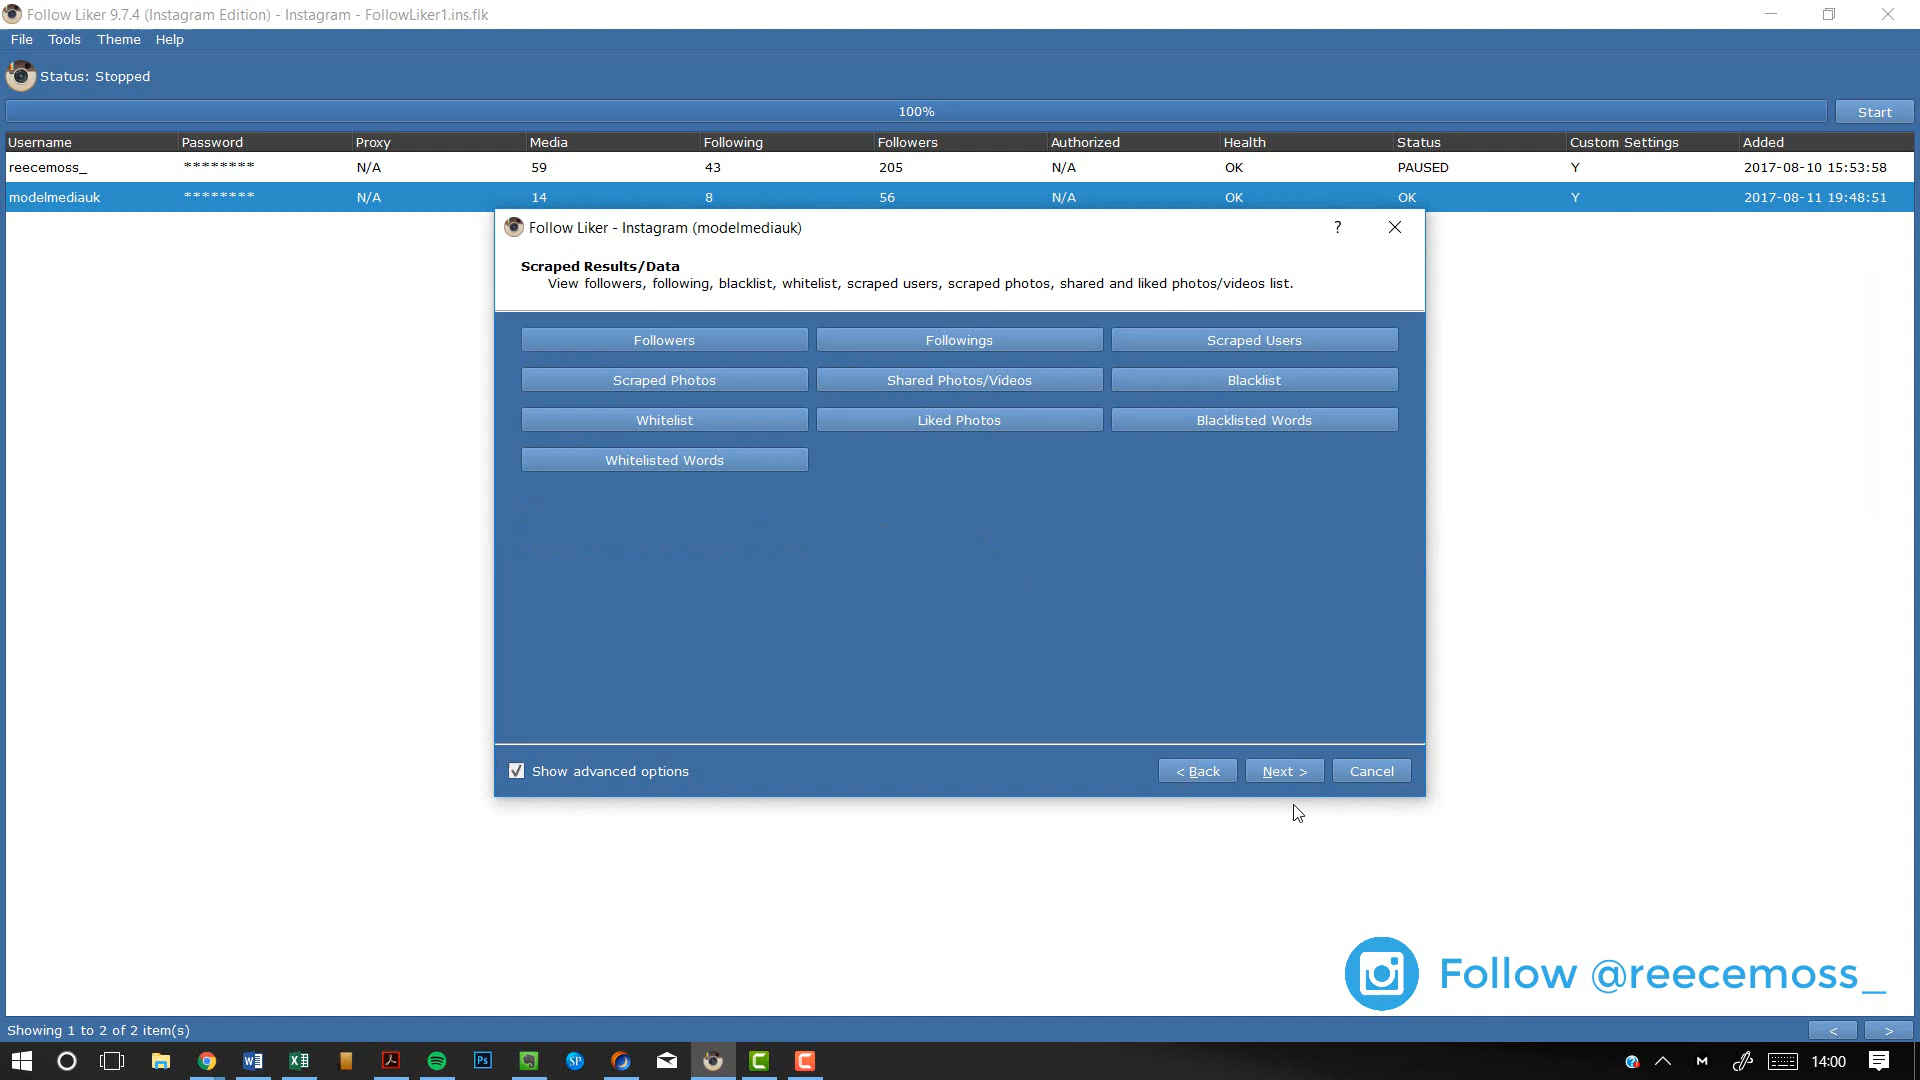 Follow Liker 9.7.4 (Instagram Edition) - Instagram - FollowLiker1.ins.flk
File Tools Theme Help
Status: Stopped
100% Start
Username Password Proxy Media Following Followers Authorized Health Status Custom Settings Added
reecemoss_ ******** N/A 59 43 205 N/A OK PAUSED Y 2017-08-10 15:53:58
modelmediauk ******** N/A 14 8 56 N/A OK OK Y 2017-08-11 19:48:51
Follow Liker - Instagram (modelmediauk) ?
Scraped Results/Data
View followers, following, blacklist, whitelist, scraped users, scraped photos, shared and liked photos/videos list.
Followers Followings Scraped Users
Scraped Photos Shared Photos/Videos Blacklist
Whitelist Liked Photos Blacklisted Words
Whitelisted Words
Show advanced options < Back Next > Cancel
Follow @reecemoss_
Showing 1 to 2 of 2 item(s) < >
Ps SP M 14:00